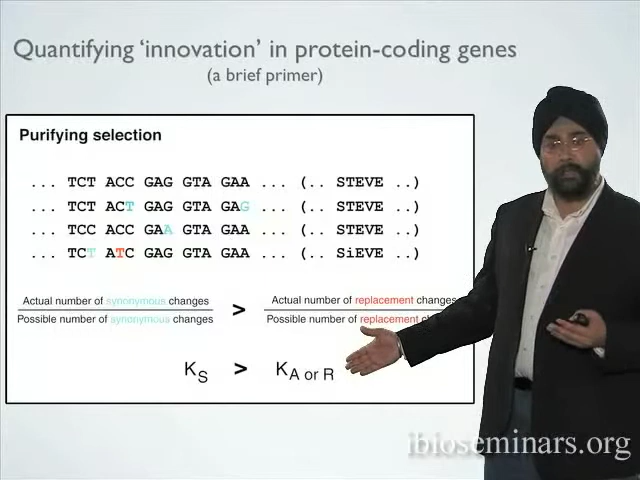 Quantifying ‘innovation’ in protein-coding genes
(a brief primer)
Purifying selection
... TCT ACC GAG GTA GAA ... (.. STEVE ..)
... TCT ACT GAG GTA GAG ... (.. STEVE ..)
... TCC ACC GAA GTA GAA ... (.. STEVE ..)
... TCT ATC GAG GTA GAA ... (.. SiEVE ..)
Actual number of synonymous changes
Possible number of synonymous changes
>
Actual number of replacement changes
Possible number of replacement
KS > KA or R
ibioseminars.org